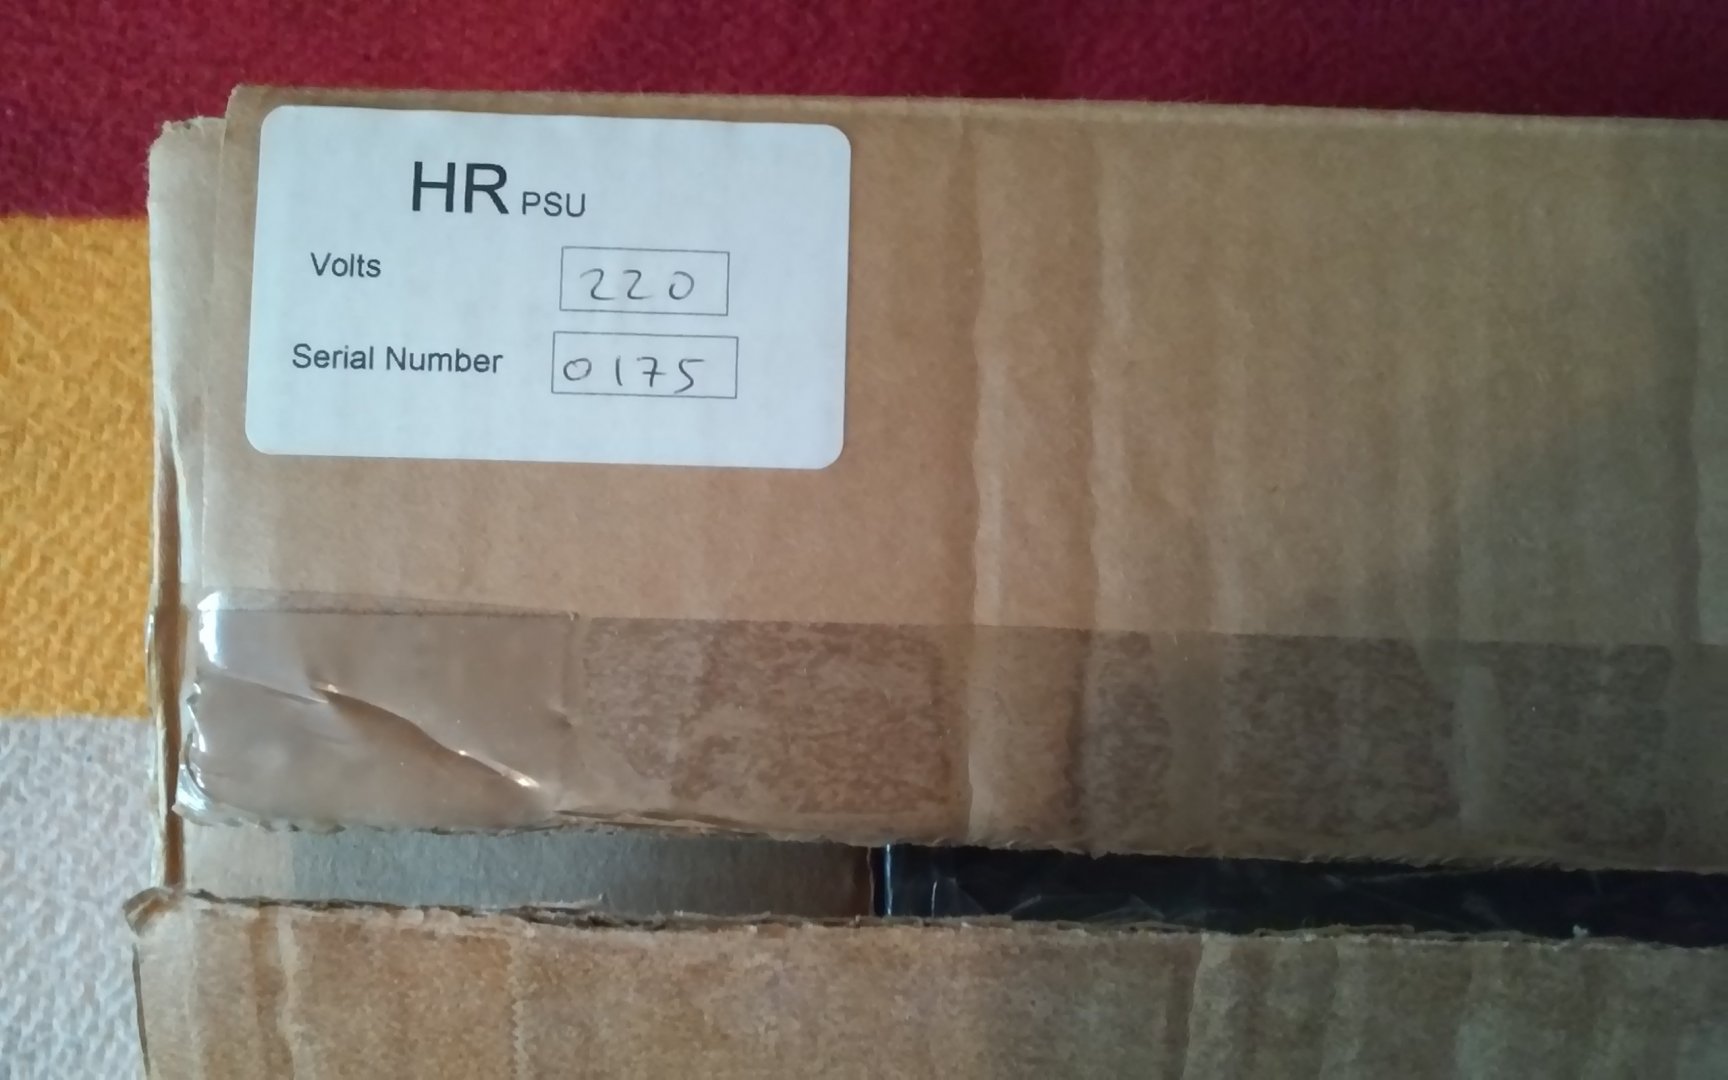 HR PSU
Volts 220
Serial Number 0175